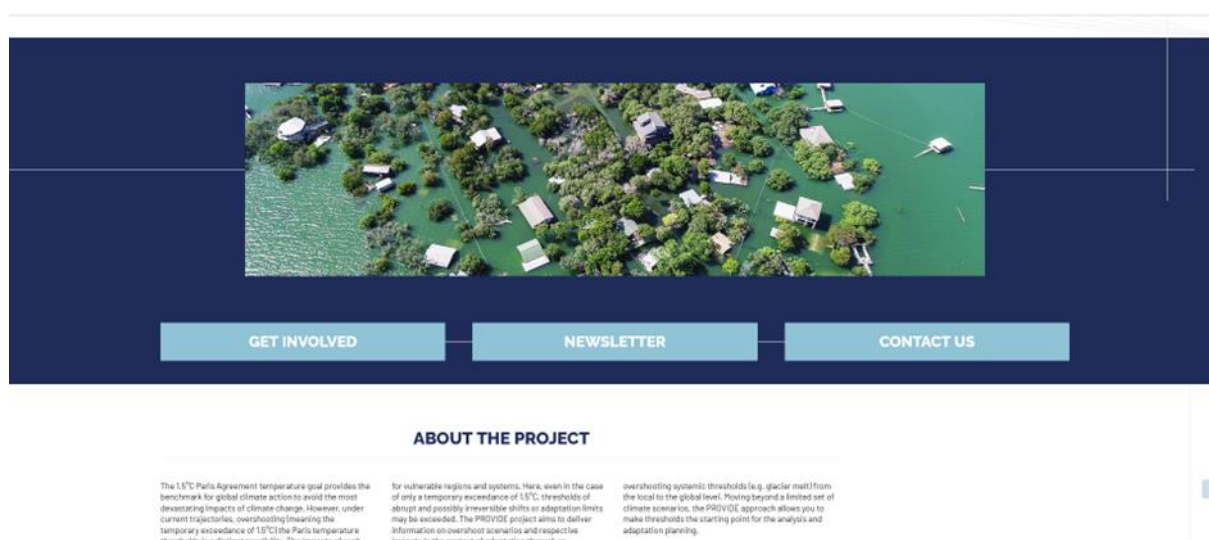 GET INVOLVED
NEWSLETTER
CONTACT US
ABOUT THE PROJECT
The 1.5°C Paris Agreement temperature goal provides the
benchmark for global climate action to avoid the most
devastating impacts of climate change. However, under
current trajectories, overshooting (meaning the
temporary exceedance of 1.5°C) the Paris temperature
for vulnerable regions and systems. Here, even in the case
of only a temporary exceedance of 1.5°C, thresholds of
abrupt and possibly irreversible shifts or adaptation limits
may be exceeded. The PROVIDE project aims to deliver
information on overshoot scenarios and respective
overshooting systemic thresholds (e.g. glacier melt) from
the local to the global level. Moving beyond a limited set of
climate scenarios, the PROVIDE approach allows you to
make thresholds the starting point for the analysis and
adaptation planning.